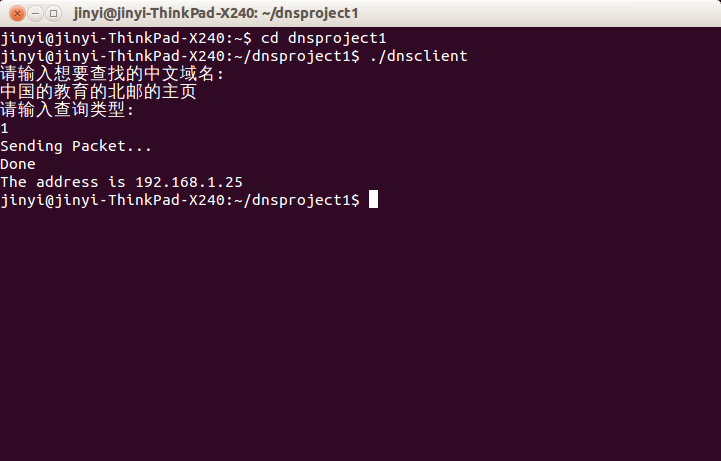 jinyi@jinyi-ThinkPad-X240: ~/dnsproject1
jinyi@jinyi-ThinkPad-X240:~$ cd dnsproject1
jinyi@jinyi-ThinkPad-X240:~/dnsproject1$ ./dnsclient
请输入想要查找的中文域名:
中国的教育的北邮的主页
请输入查询类型:
1
Sending Packet...
Done
The address is 192.168.1.25
jinyi@jinyi-ThinkPad-X240:~/dnsproject1$